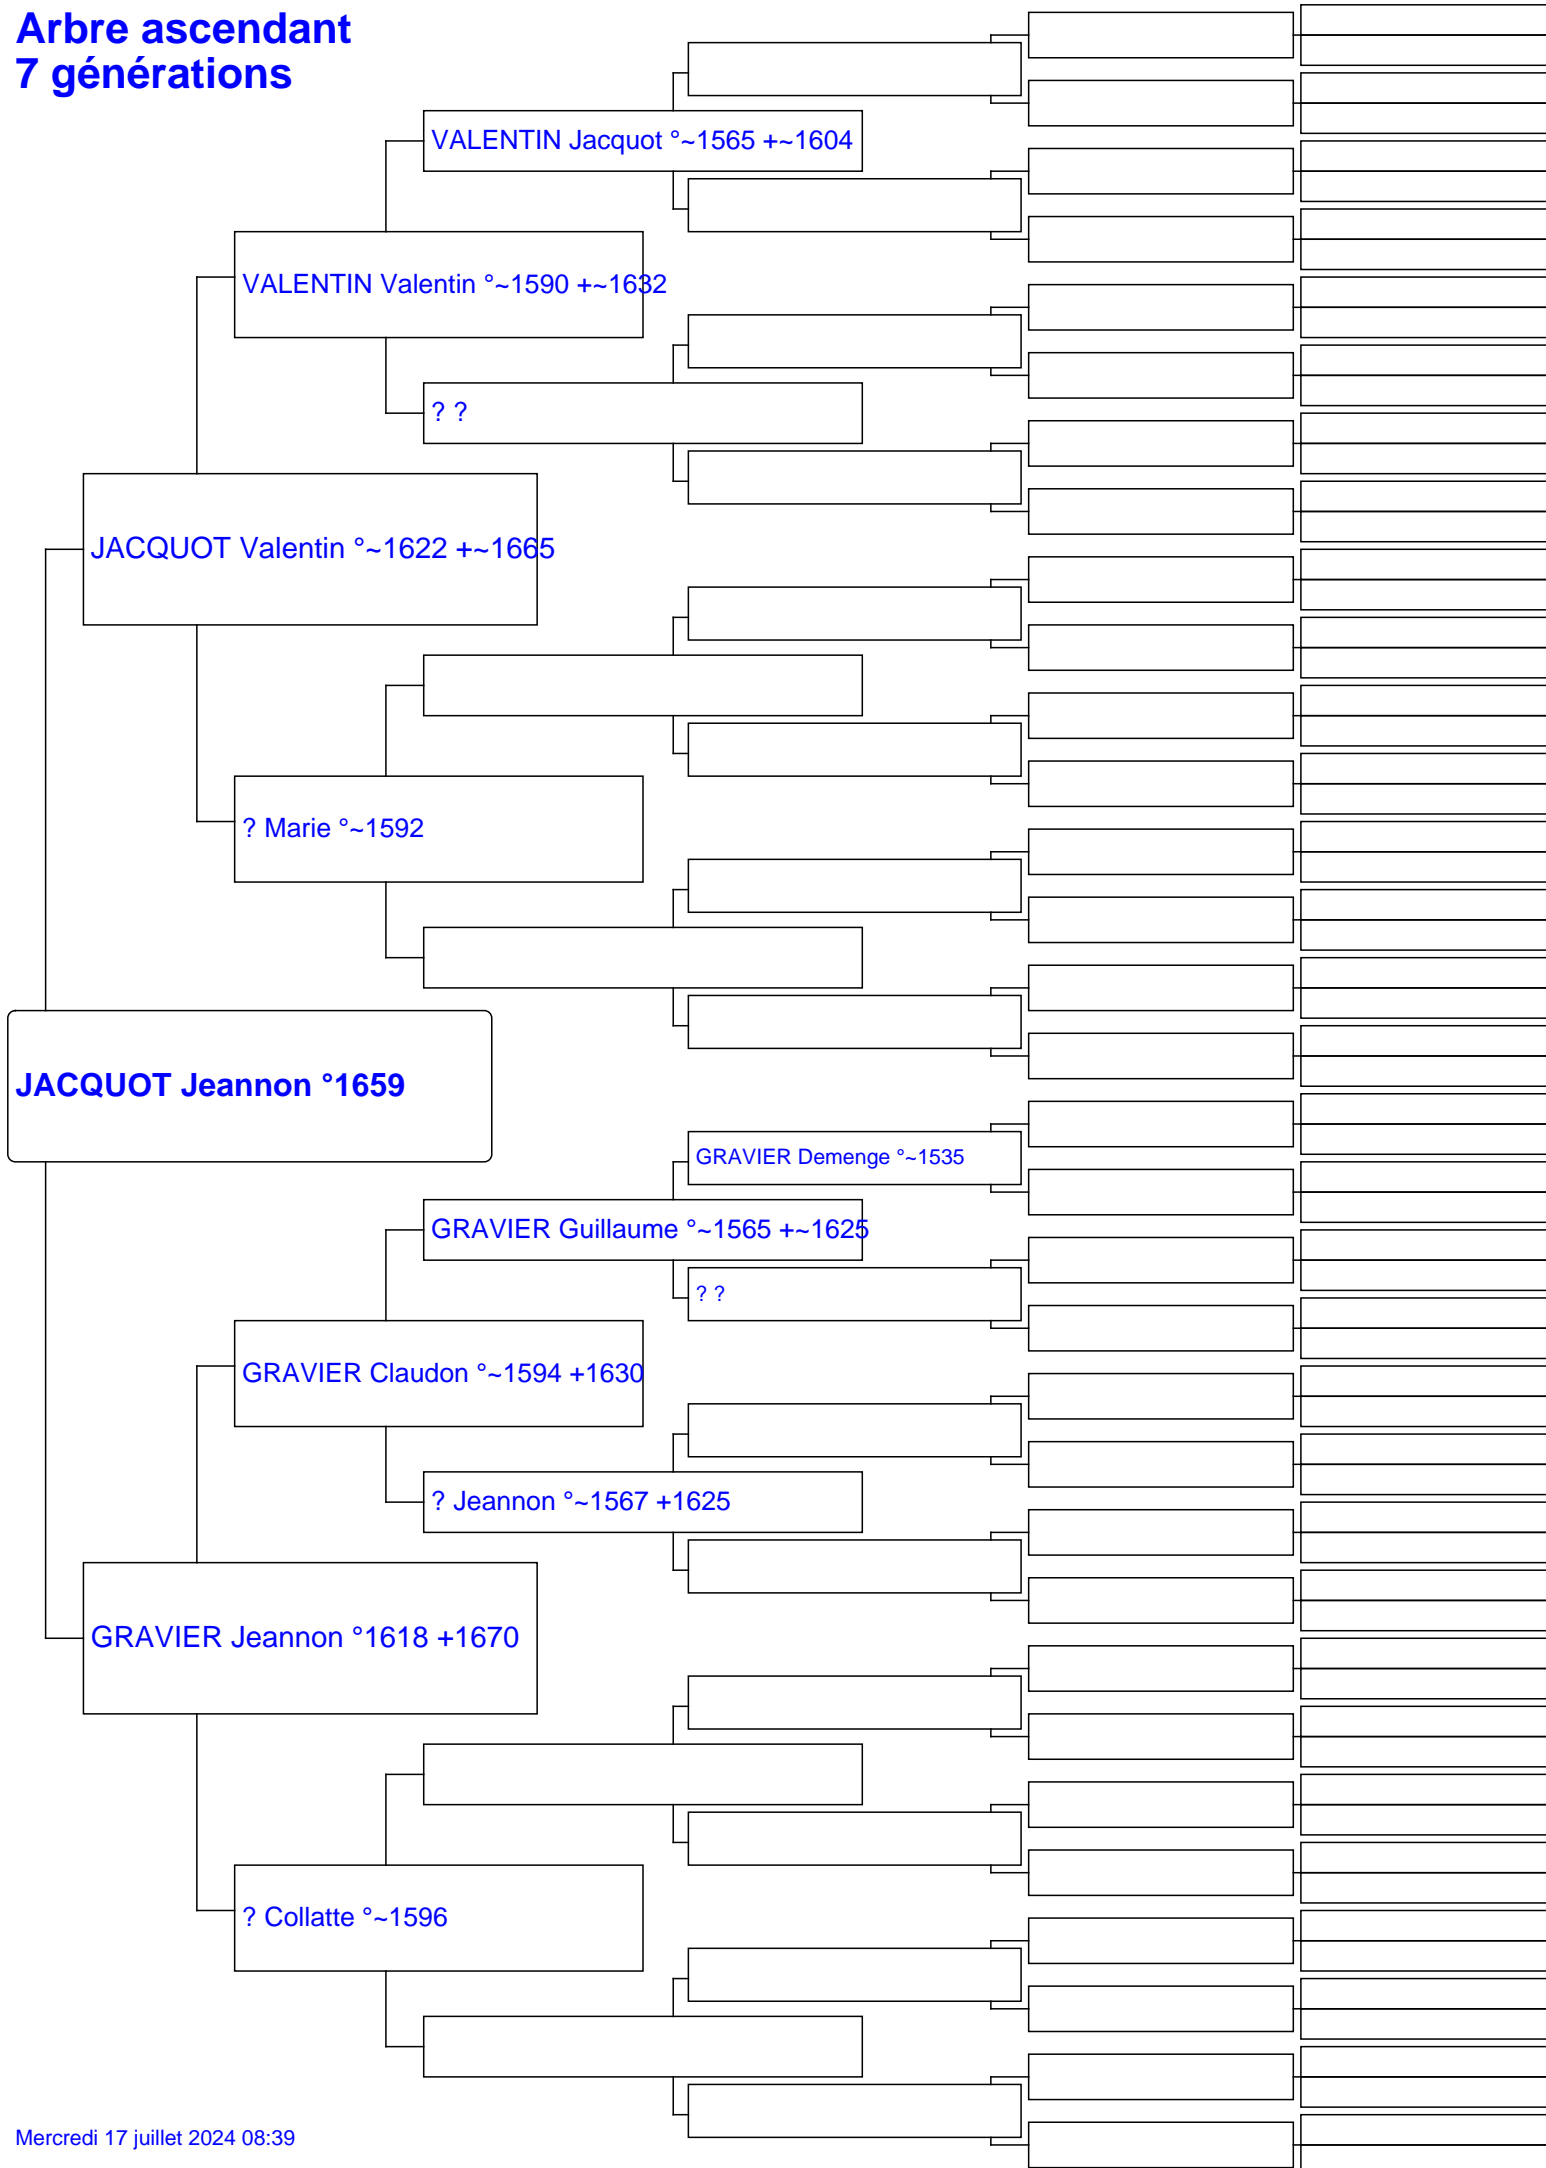 Arbre ascendant
7 générations
VALENTIN Jacquot °~1565 +~1604
VALENTIN Valentin °~1590 +~1632
? ?
JACQUOT Valentin °~1622 +~1665
? Marie °~1592
JACQUOT Jeannon °1659
GRAVIER Demenge °~1535
GRAVIER Guillaume °~1565 +~1625
? ?
GRAVIER Claudon °~1594 +1630
? Jeannon °~1567 +1625
GRAVIER Jeannon °1618 +1670
? Collatte °~1596
Mercredi 17 juillet 2024 08:39